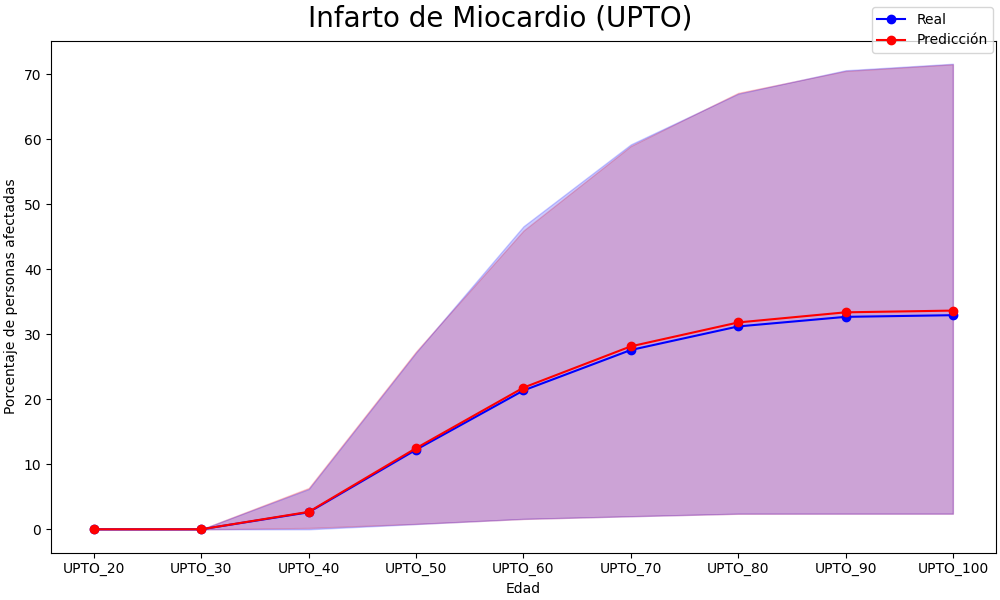 Infarto de Miocardio (UPTO)
Real
Predicción
Porcentaje de personas afectadas
70
60
50
40
30
20
10
0
UPTO_20 UPTO_30 UPTO_40 UPTO_50 UPTO_60 UPTO_70 UPTO_80 UPTO_90 UPTO_100
Edad